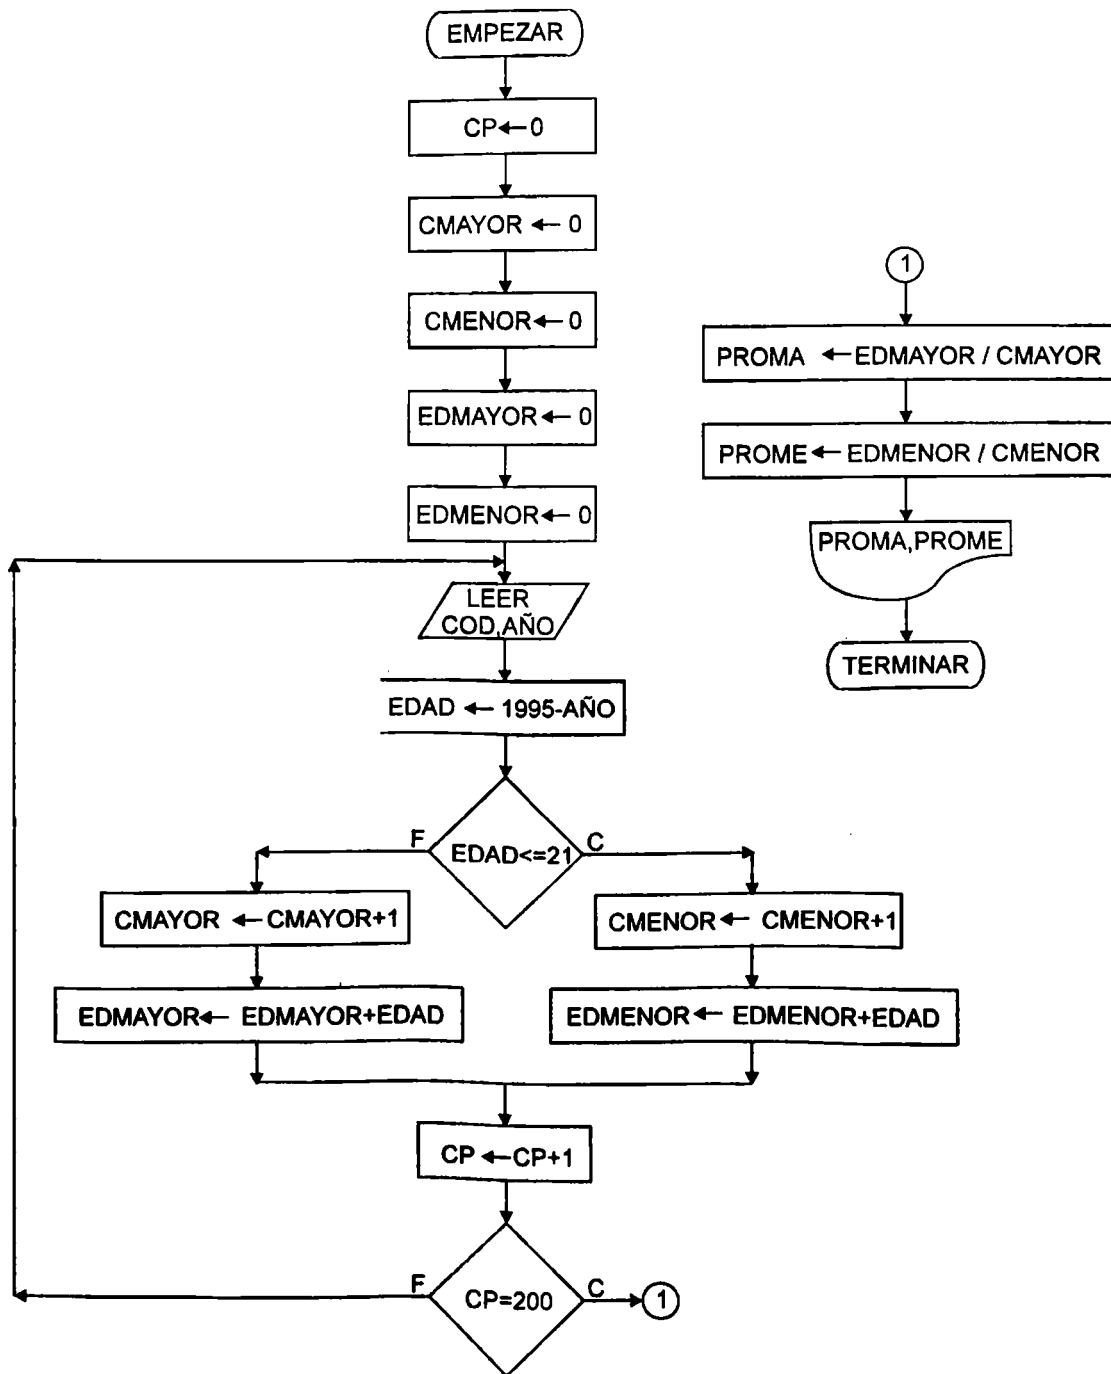 EMPEZAR
CP←0
CMAYOR ← 0
CMENOR← 0
EDMAYOR← 0
EDMENOR← 0
LEER
COD,AÑO
EDAD ← 1995-AÑO
EDAD<=21
F
C
CMAYOR ← CMAYOR+1
CMENOR← CMENOR+1
EDMAYOR← EDMAYOR+EDAD
EDMENOR← EDMENOR+EDAD
CP ←CP+1
CP=200
F
C
1
1
PROMA ←EDMAYOR / CMAYOR
PROME← EDMENOR / CMENOR
PROMA,PROME
TERMINAR